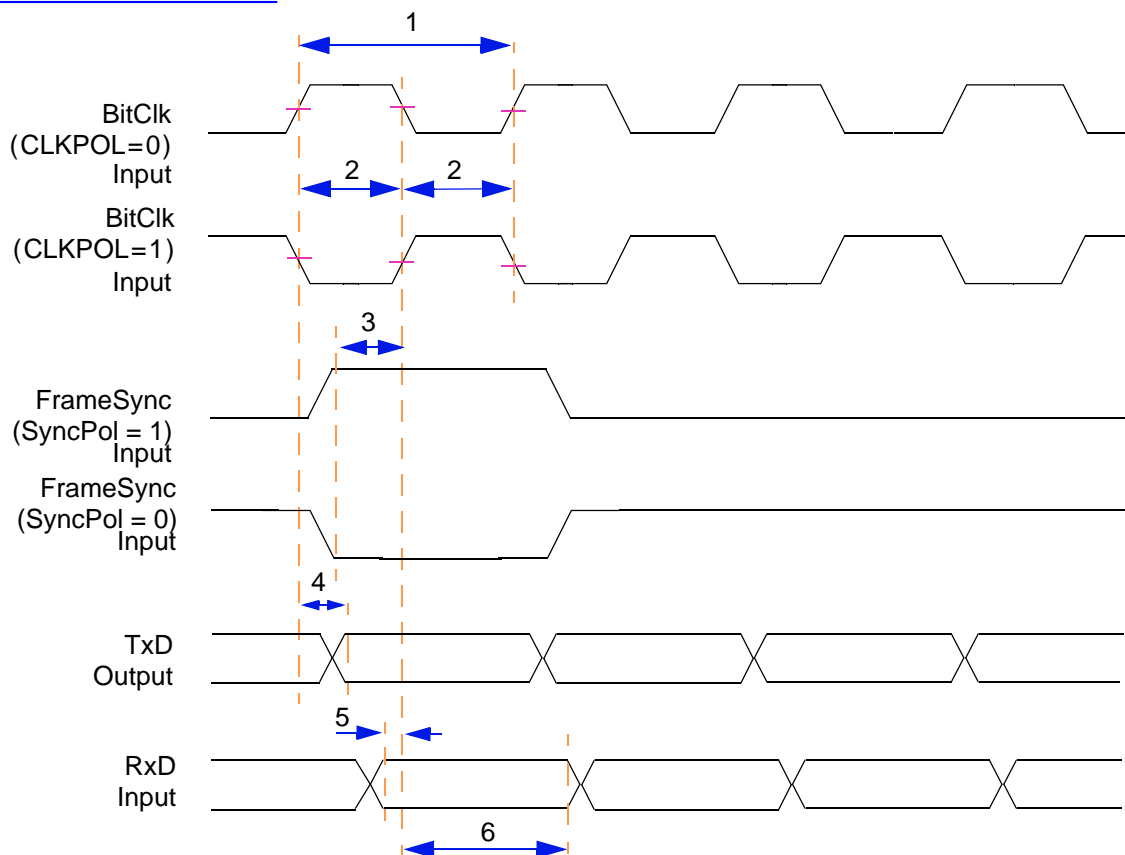 1
BitClk
(CLKPOL=0)
Input
2
2
BitClk
(CLKPOL=1)
Input
3
FrameSync
(SyncPol = 1)
Input
FrameSync
(SyncPol = 0)
Input
4
TxD
Output
5
RxD
Input
6